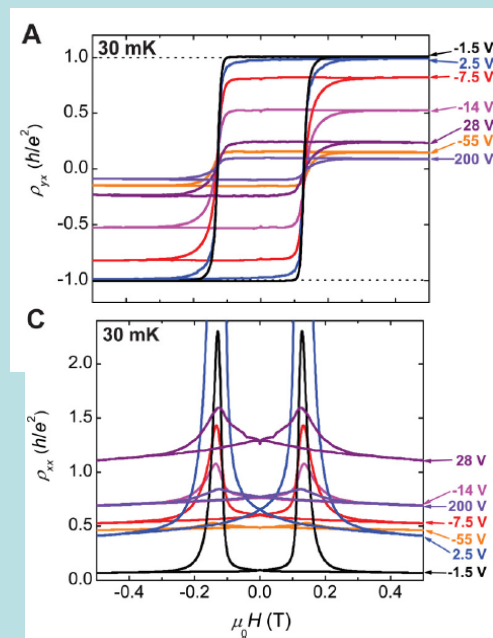 A
30 mK
-1.5 V
2.5 V
-7.5 V
-14 V
28 V
-55 V
200 V
1.0
0.5
0.0
-0.5
-1.0
ρyx (h/e²)
C
30 mK
2.0
1.5
1.0
0.5
0.0
ρxx (h/e²)
28 V
-14 V
200 V
-7.5 V
-55 V
2.5 V
-1.5 V
-0.4 -0.2 0.0 0.2 0.4
μ₀H (T)